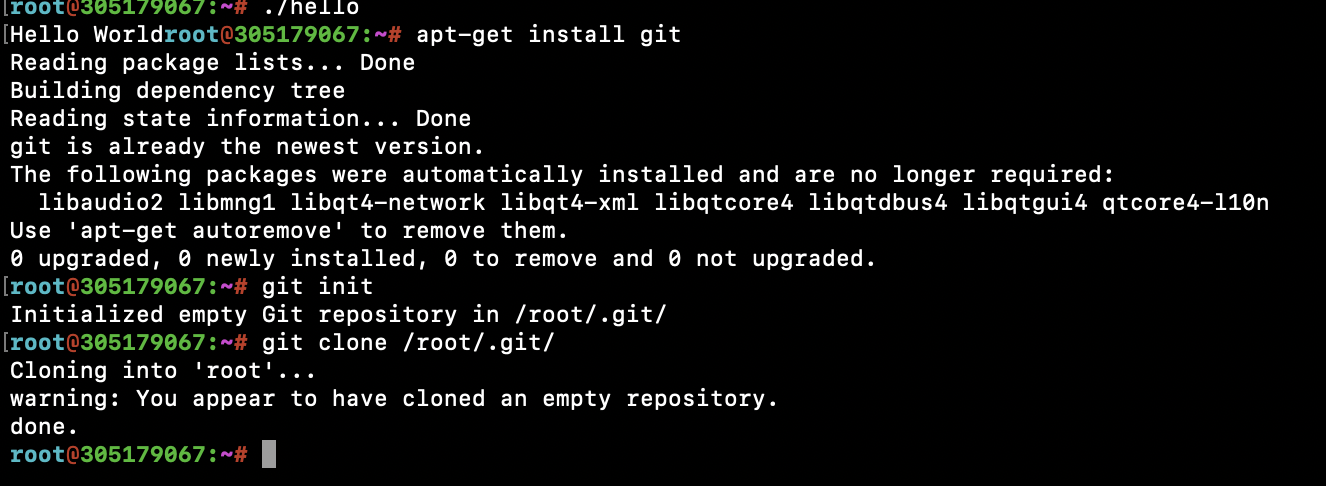 [root@305179067:~# ./hello
[Hello Worldroot@305179067:~# apt-get install git
Reading package lists... Done
Building dependency tree
Reading state information... Done
git is already the newest version.
The following packages were automatically installed and are no longer required:
  libaudio2 libmng1 libqt4-network libqt4-xml libqtcore4 libqtdbus4 libqtgui4 qtcore4-l10n
Use 'apt-get autoremove' to remove them.
0 upgraded, 0 newly installed, 0 to remove and 0 not upgraded.
[root@305179067:~# git init
Initialized empty Git repository in /root/.git/
[root@305179067:~# git clone /root/.git/
Cloning into 'root'...
warning: You appear to have cloned an empty repository.
done.
root@305179067:~#